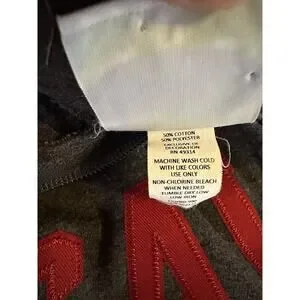 50% COTTON
50% POLYESTER
EXCLUSIVE OF
DECORATION
RN 49314
MACHINE WASH COLD
WITH LIKE COLORS
USE ONLY
NON-CHLORINE BLEACH
WHEN NEEDED
TUMBLE DRY LOW
LOW IRON